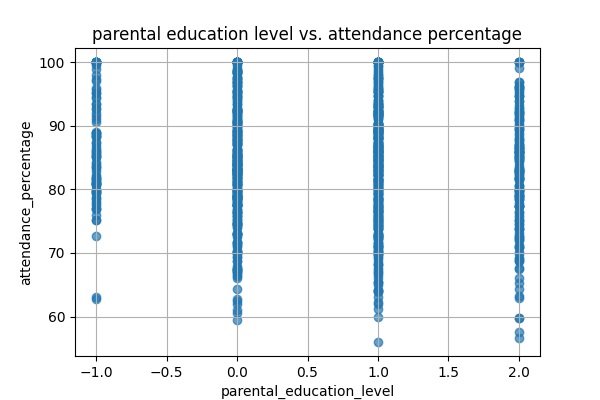 parental education level vs. attendance percentage
100
90
80
70
60
attendance_percentage
−1.0 −0.5 0.0 0.5 1.0 1.5 2.0
parental_education_level